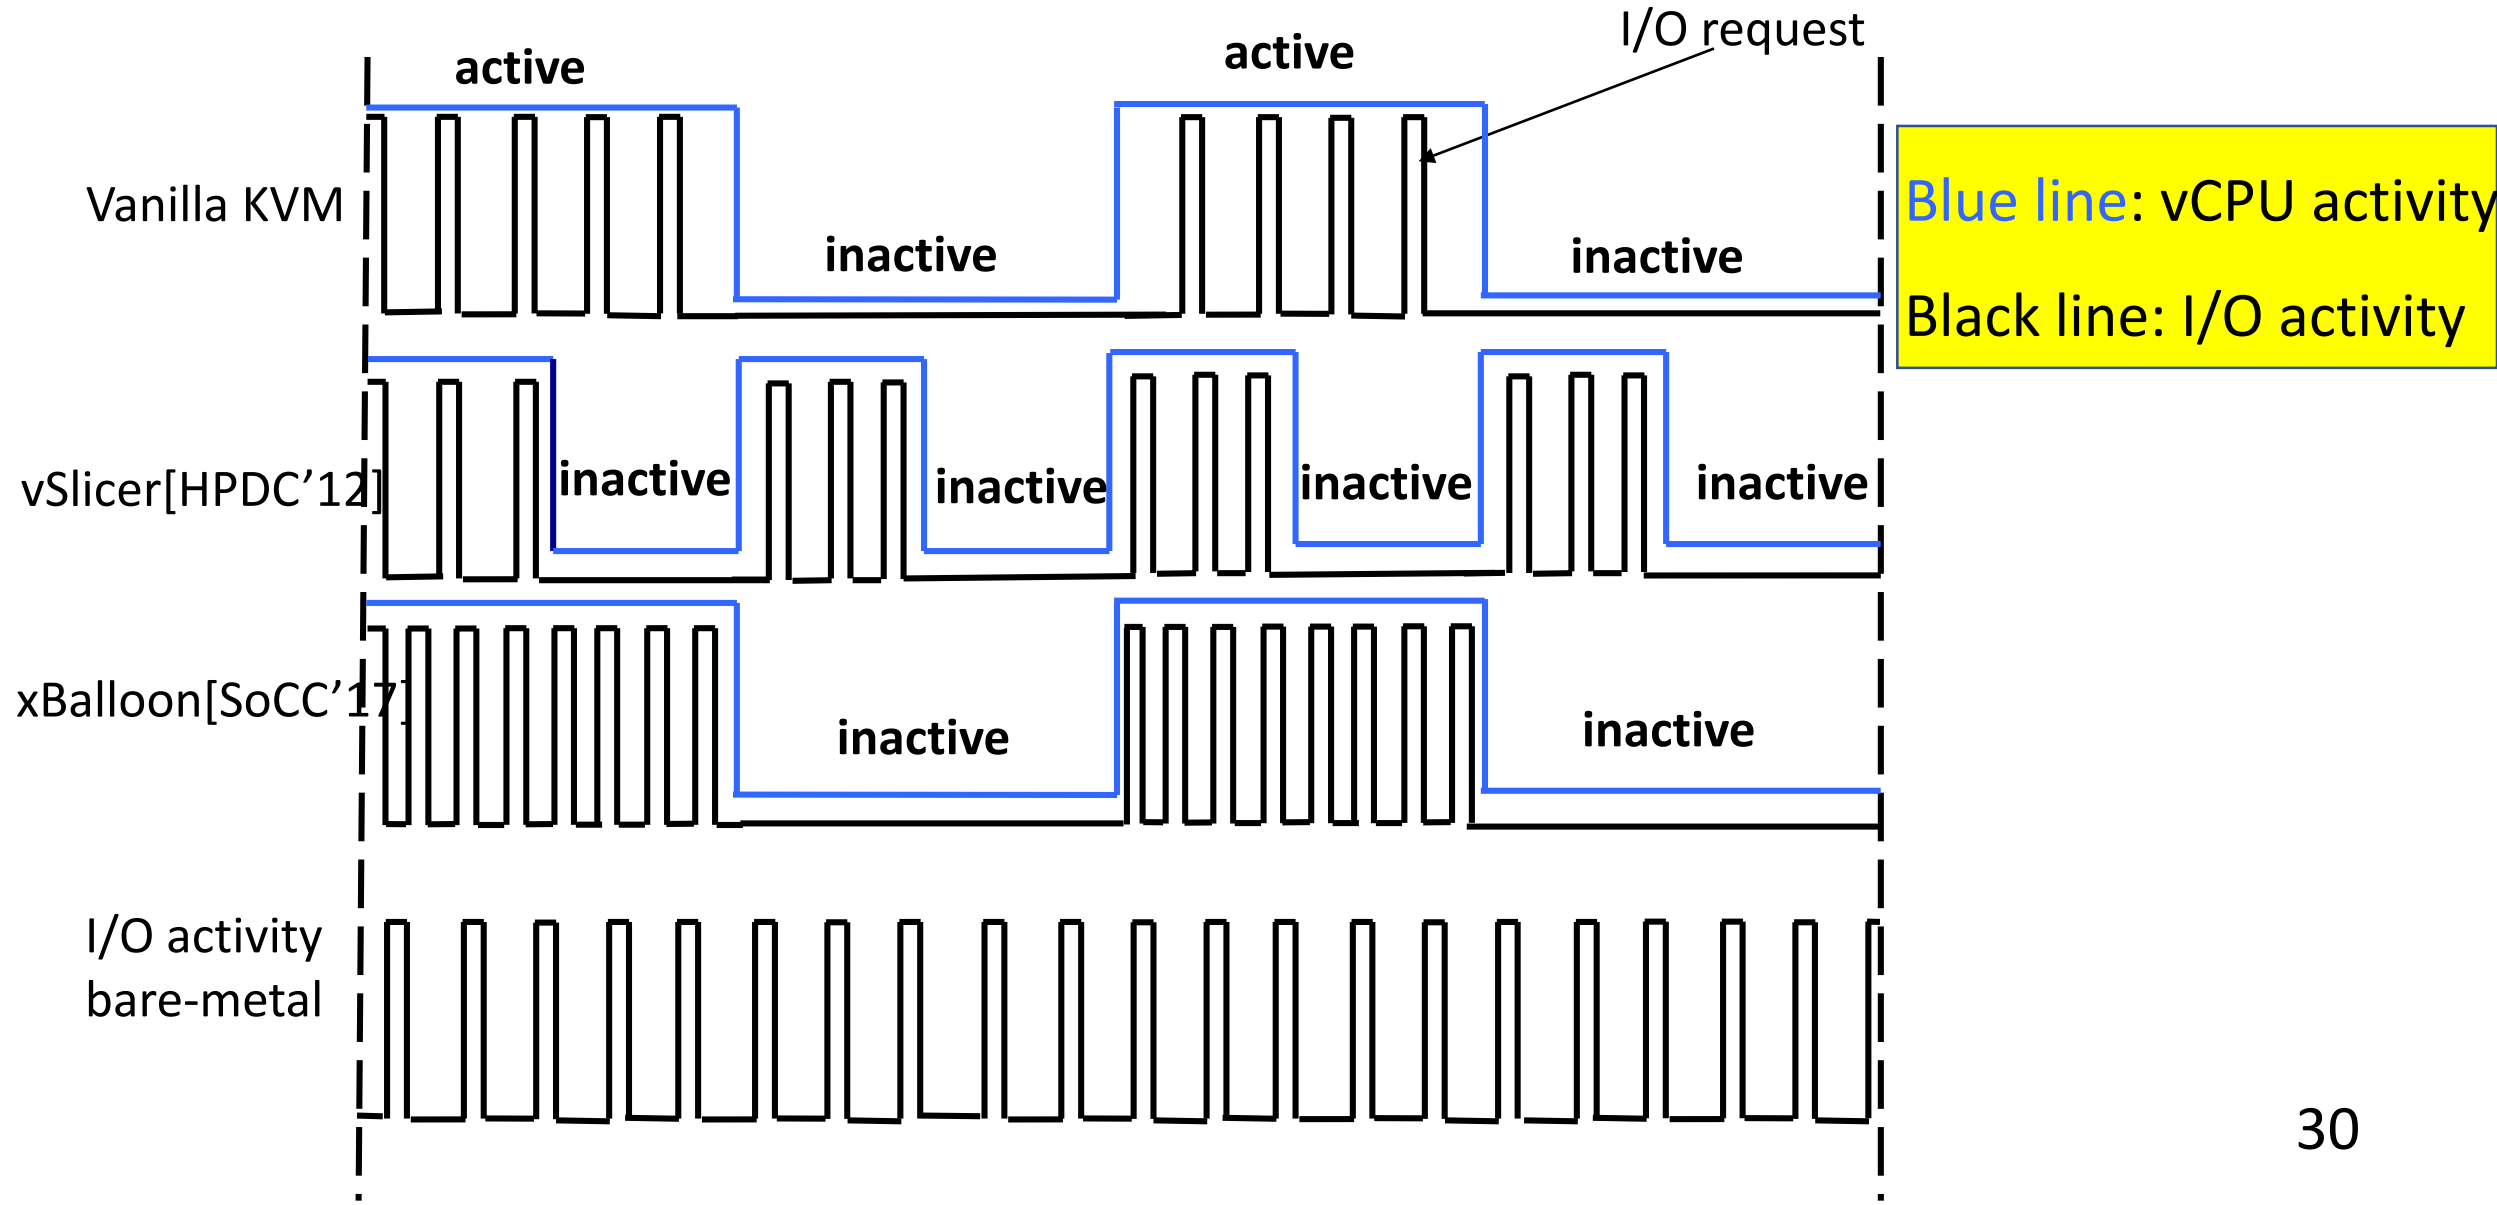 I/O request
active
active
Vanilla KVM
inactive
inactive
Blue line: vCPU activity
Back line: I/O activity
vSlicer[HPDC’12]
inactive
inactive
inactive
inactive
xBalloon[SoCC’17]
inactive
inactive
I/O activity
bare-metal
30